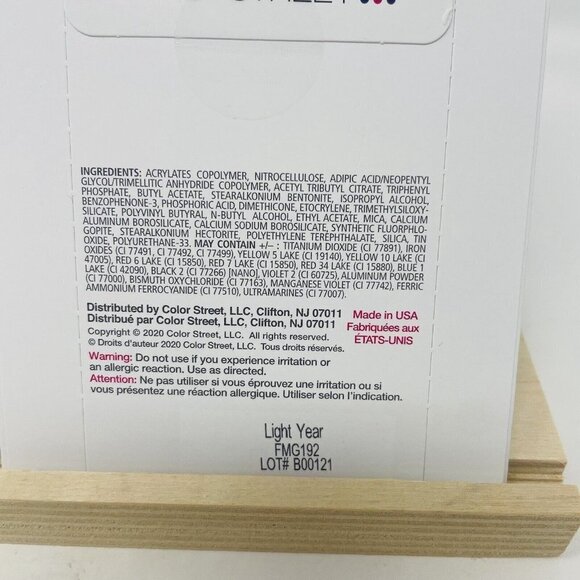 INGREDIENTS: ACRYLATES COPOLYMER, NITROCELLULOSE, ADIPIC ACID/NEOPENTYL
GLYCOL/TRIMELLITIC ANHYDRIDE COPOLYMER, ACETYL TRIBUTYL CITRATE, TRIPHENYL
PHOSPHATE, BUTYL ACETATE, STEARALKONIUM BENTONITE, ISOPROPYL ALCOHOL,
BENZOPHENONE-3, PHOSPHORIC ACID, DIMETHICONE, ETOCRYLENE, TRIMETHYLSILOXY-
SILICATE, POLYVINYL BUTYRAL, N-BUTYL ALCOHOL, ETHYL ACETATE, MICA, CALCIUM
ALUMINUM BOROSILICATE, CALCIUM SODIUM BOROSILICATE, SYNTHETIC FLUORPHLO-
GOPITE, STEARALKONIUM HECTORITE, POLYETHYLENE TEREPHTHALATE, SILICA, TIN
OXIDE, POLYURETHANE-33. MAY CONTAIN +/– : TITANIUM DIOXIDE (CI 77891), IRON
OXIDES (CI 77491, CI 77492, CI 77499), YELLOW 5 LAKE (CI 19140), YELLOW 10 LAKE (CI
47005), RED 6 LAKE (CI 15850), RED 7 LAKE (CI 15850), RED 34 LAKE (CI 15880), BLUE 1
LAKE (CI 42090), BLACK 2 (CI 77266) [NANO], VIOLET 2 (CI 60725), ALUMINUM POWDER
(CI 77000), BISMUTH OXYCHLORIDE (CI 77163), MANGANESE VIOLET (CI 77742), FERRIC
AMMONIUM FERROCYANIDE (CI 77510), ULTRAMARINES (CI 77007).
Distributed by Color Street, LLC, Clifton, NJ 07011
Distribué par Color Street, LLC, Clifton, NJ 07011
Copyright © 2020 Color Street, LLC. All rights reserved.
© Droits d'auteur 2020 Color Street, LLC. Tous droits réservés.
Made in USA
Fabriquées aux
ÉTATS-UNIS
Warning: Do not use if you experience irritation or
an allergic reaction. Use as directed.
Attention: Ne pas utiliser si vous éprouvez une irritation ou si
vous présentez une réaction allergique. Utiliser selon l'indication.
Light Year
FMG192
LOT# B00121